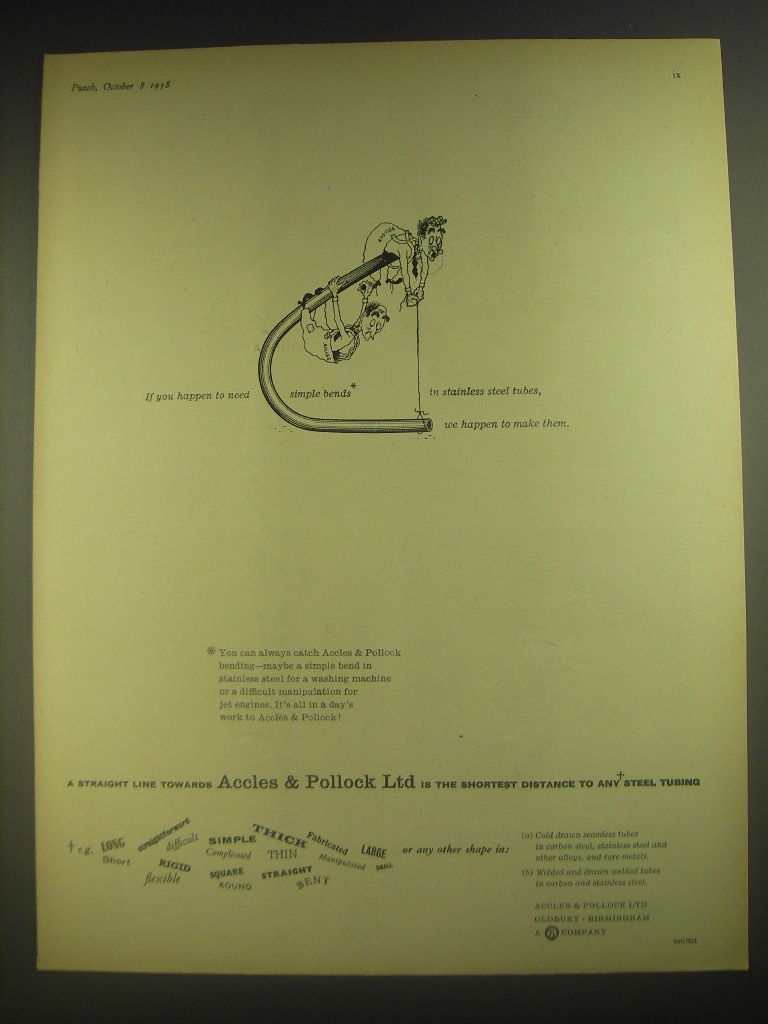 Punch, October 8 1958
ix
POLLOCK
ACCLES
If you happen to need simple bends* in stainless steel tubes,
we happen to make them.
* You can always catch Accles & Pollock
bending—maybe a simple bend in
stainless steel for a washing machine
or a difficult manipulation for
jet engines. It's all in a day's
work to Accles & Pollock!
A STRAIGHT LINE TOWARDS Accles & Pollock Ltd IS THE SHORTEST DISTANCE TO ANY† STEEL TUBING
† e.g. LONG straightforward difficult SIMPLE THICK Fabricated LARGE or any other shape in:
Short RIGID Complicated THIN Manipulated SMALL
flexible SQUARE STRAIGHT
ROUND BENT
(a) Cold drawn seamless tubes
in carbon steel, stainless steel and
other alloys, and rare metals.
(b) Welded and drawn welded tubes
in carbon and stainless steel.
ACCLES & POLLOCK LTD
OLDBURY · BIRMINGHAM
A TI COMPANY